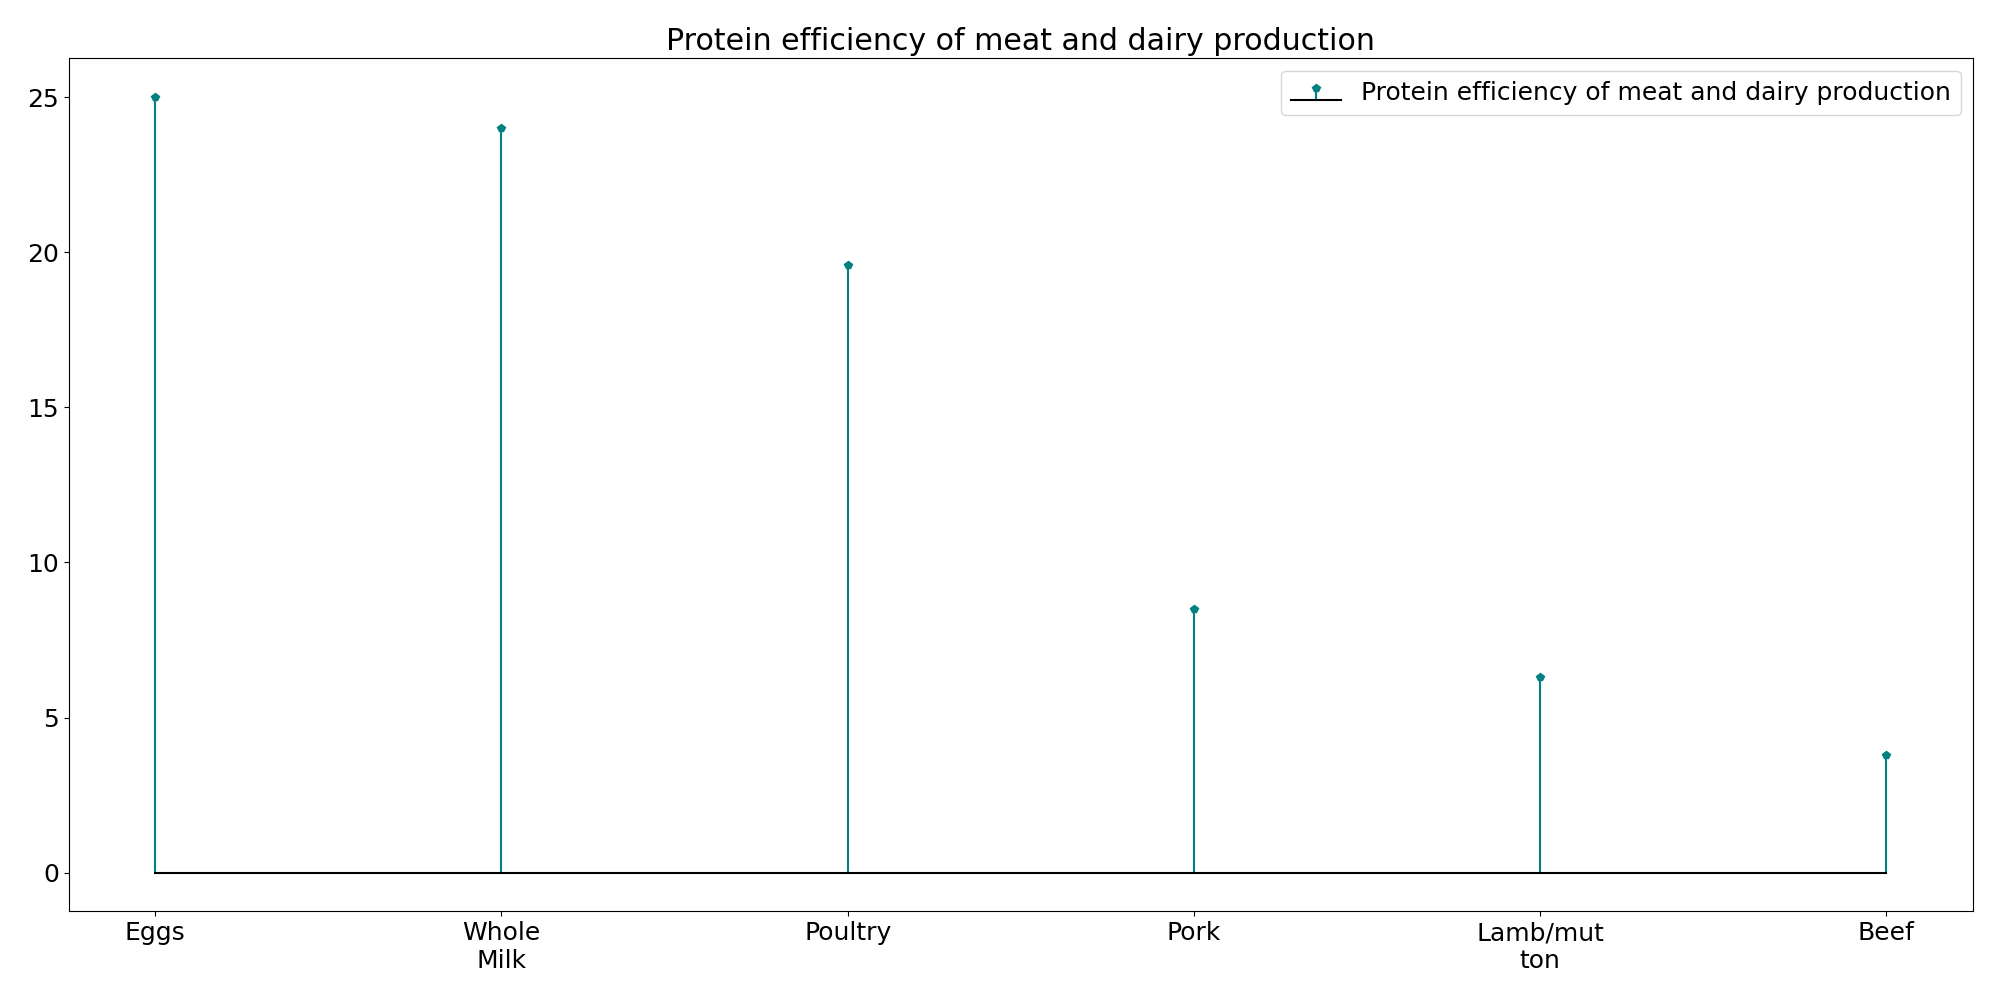 Protein efficiency of meat and dairy production
Protein efficiency of meat and dairy production
25
20
15
10
5
0
Eggs
Whole
Milk
Poultry
Pork
Lamb/mut
ton
Beef